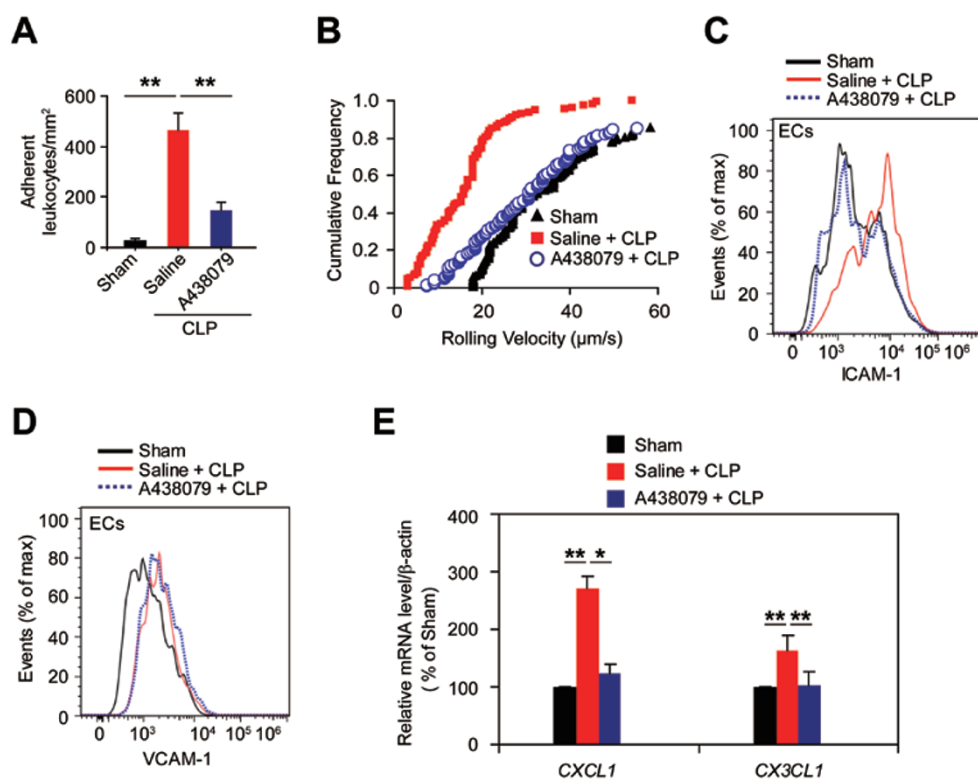 A
**
**
600
400
200
0
Adherent
leukocytes/mm²
Sham
Saline
A438079
CLP
B
1.0
0.8
0.6
0.4
0.2
0.0
Cumulative Frequency
Sham
Saline + CLP
A438079 + CLP
0 20 40 60
Rolling Velocity (µm/s)
C
Sham
Saline + CLP
A438079 + CLP
ECs
100
80
60
40
20
0
Events (% of max)
0 10³ 10⁴ 10⁵ 10⁶
ICAM-1
D
Sham
Saline + CLP
A438079 + CLP
ECs
100
80
60
40
20
0
Events (% of max)
0 10³ 10⁴ 10⁵ 10⁶
VCAM-1
E
Sham
Saline + CLP
A438079 + CLP
400
300
150
100
50
0
Relative mRNA level/β-actin
( % of Sham)
** *
** **
CXCL1 CX3CL1